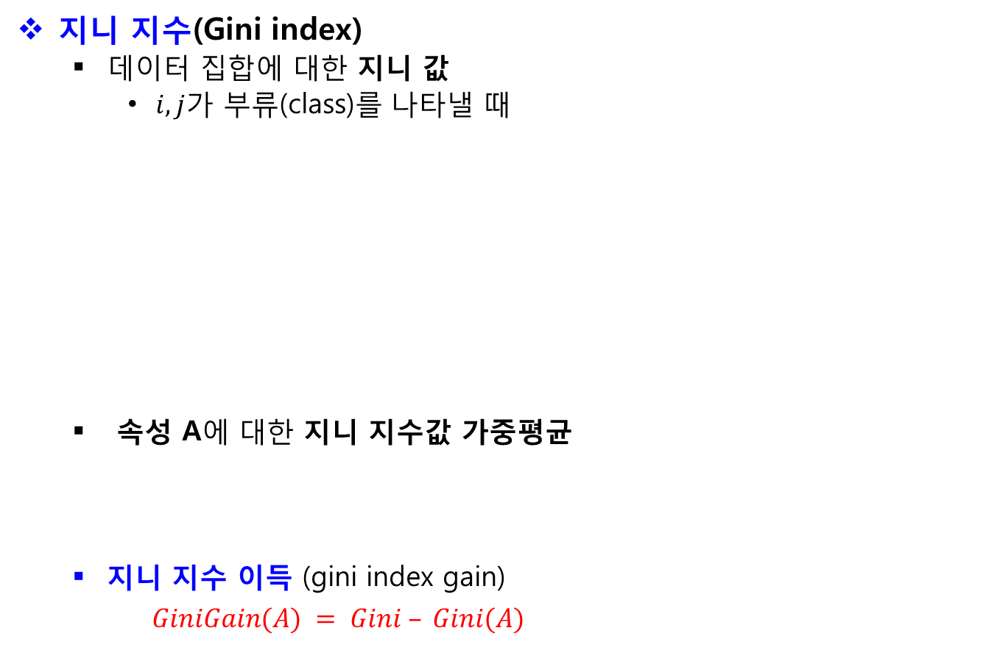 ❖ 지니 지수(Gini index)
▪ 데이터 집합에 대한 지니 값
• i, j가 부류(class)를 나타낼 때
▪ 속성 A에 대한 지니 지수값 가중평균
▪ 지니 지수 이득 (gini index gain)
GiniGain(A) = Gini – Gini(A)